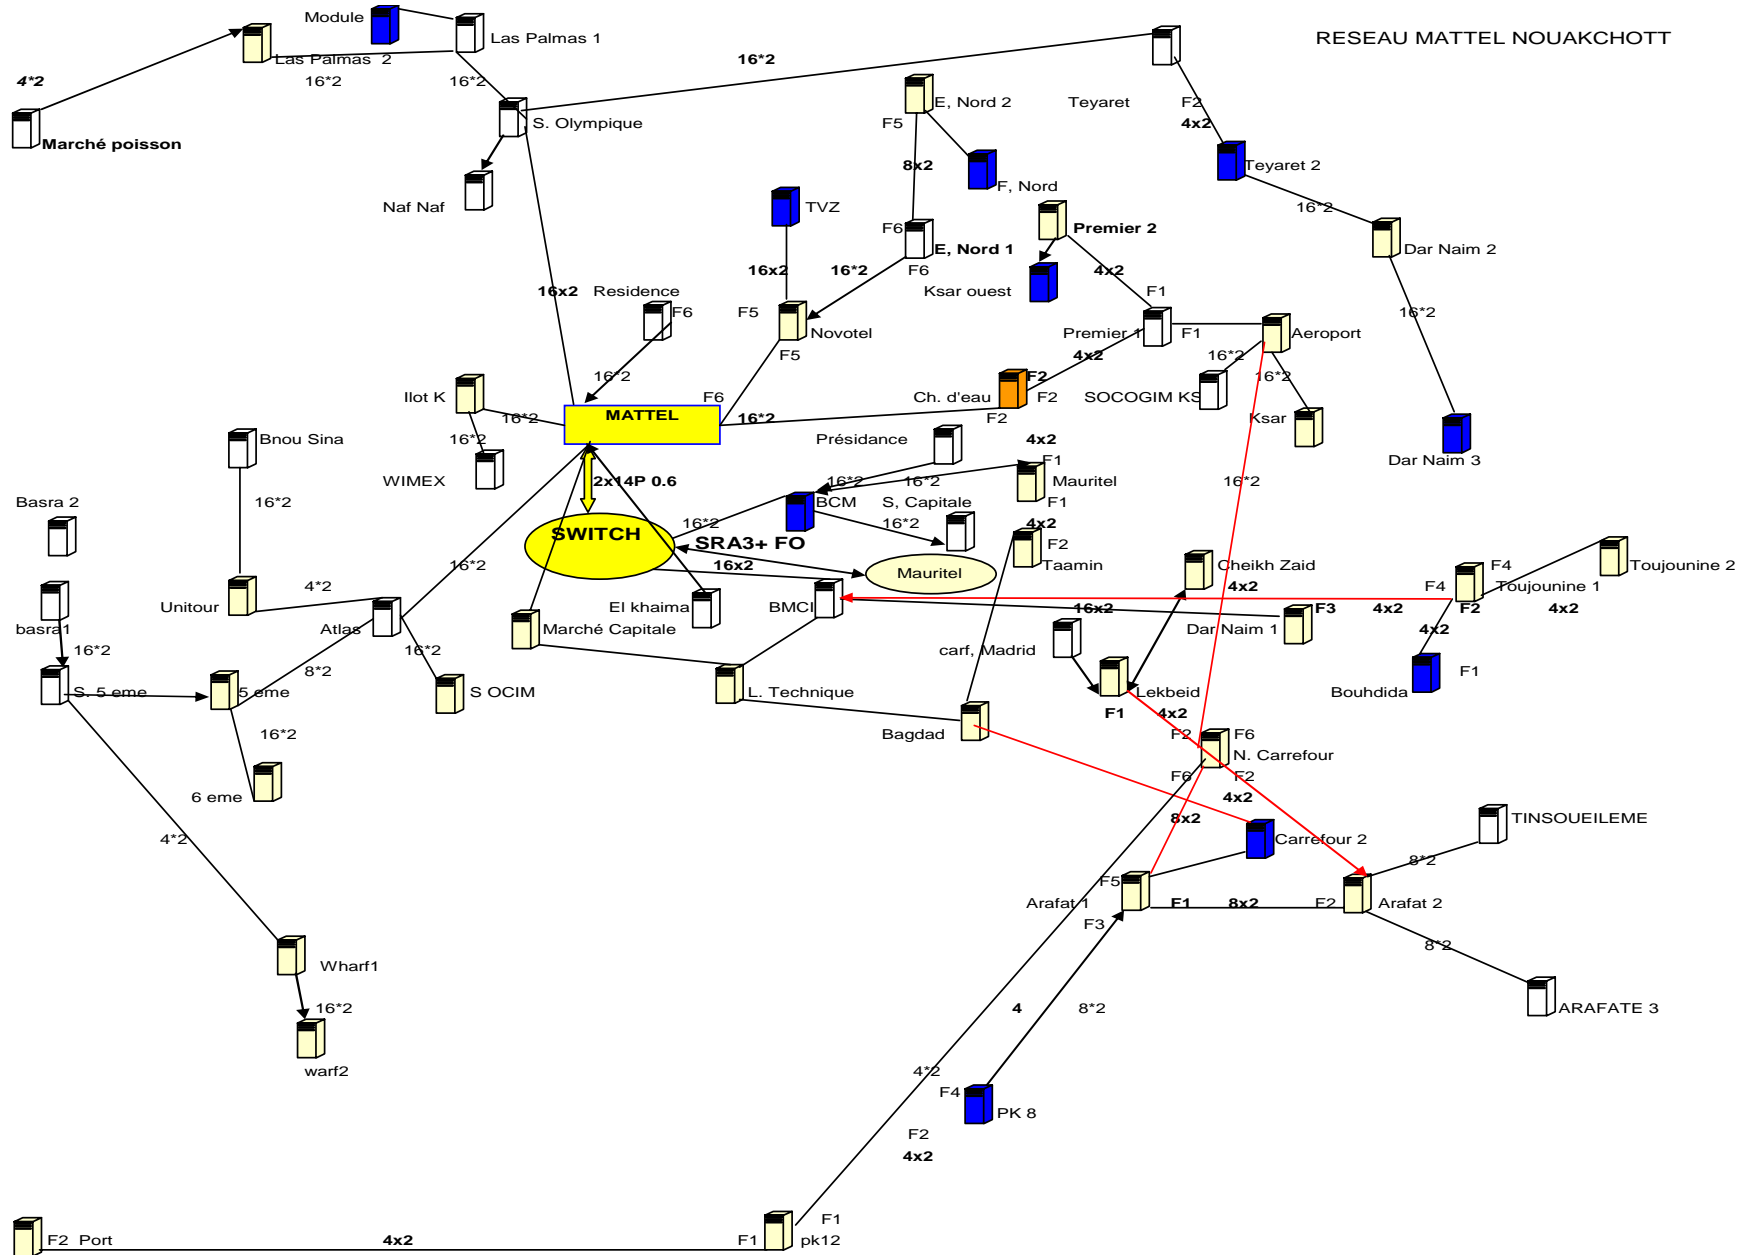 Module
Las Palmas 1
RESEAU MATTEL NOUAKCHOTT
Las Palmas 2
16*2
4*2
16*2
16*2
E, Nord 2
Teyaret
F2
S. Olympique
F5
4x2
Marché poisson
8x2
Teyaret 2
F, Nord
Naf Naf
TVZ
16*2
F6
Premier 2
E, Nord 1
Dar Naim 2
16x2
16*2
F6
4x2
16x2
Residence
Ksar ouest
F1
F6
F5
16*2
Novotel
Premier 1
F1
Aeroport
F5
4x2
16*2
16*2
F2
16*2
Ilot K
F6
Ch. d'eau
F2
SOCOGIM KS
MATTEL
16*2
16*2
F2
Ksar
Bnou Sina
16*2
Présidance
4x2
WIMEX
F1
Dar Naim 3
2x14P 0.6
16*2
16*2
Mauritel
16*2
Basra 2
16*2
BCM
S, Capitale
F1
16*2
16*2
4x2
SWITCH
SRA3+ FO
F2
16*2
16x2
Mauritel
Taamin
Cheikh Zaid
F4
Toujounine 2
4*2
F4
Toujounine 1
4x2
Unitour
El khaima
BMCI
16x2
F3
4x2
F2
4x2
basra1
Atlas
Marché Capitale
Dar Naim 1
4x2
16*2
16*2
carf, Madrid
8*2
Bouhdida
F1
S. 5 eme
5 eme
S OCIM
L. Technique
Lekbeid
F1
4x2
16*2
Bagdad
F2
F6
N. Carrefour
F6
F2
6 eme
4x2
8x2
TINSOUEILEME
4*2
Carrefour 2
8*2
F5
Arafat 1
F1
8x2
F2
Arafat 2
F3
8*2
Wharf1
16*2
4
8*2
ARAFATE 3
warf2
4*2
F4
PK 8
F2
4x2
F1
F2 Port
4x2
F1
pk12